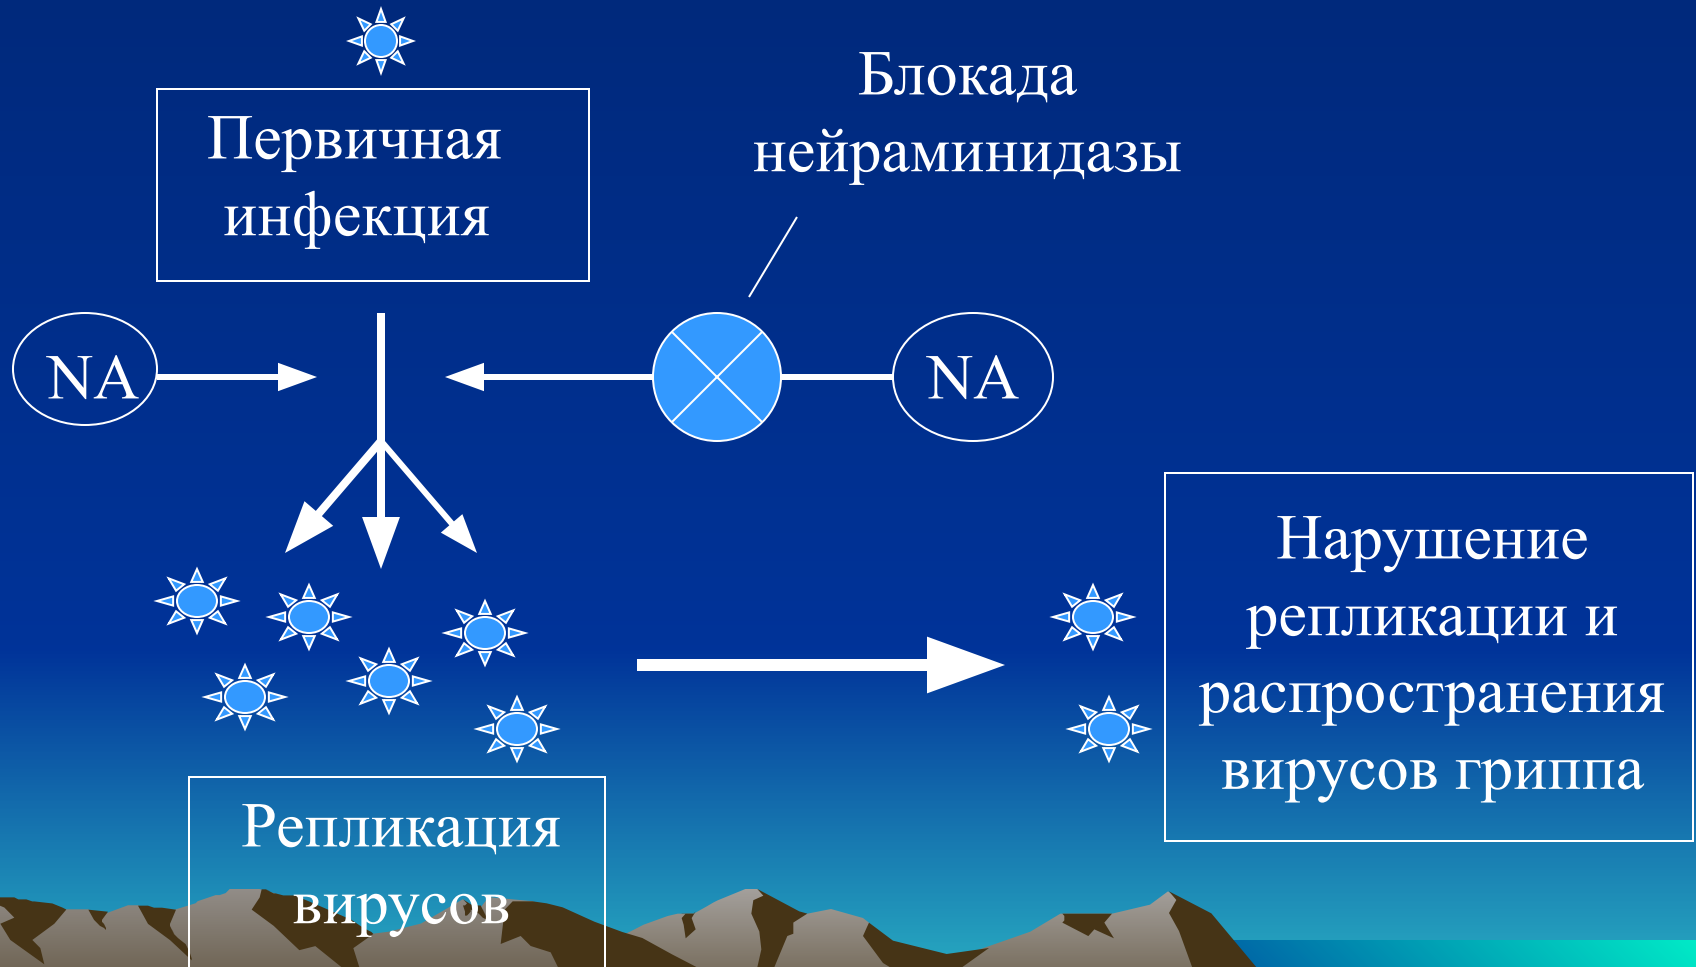 Первичная
инфекция
Блокада
нейраминидазы
NA
NA
Нарушение
репликации и
распространения
вирусов гриппа
Репликация
вирусов